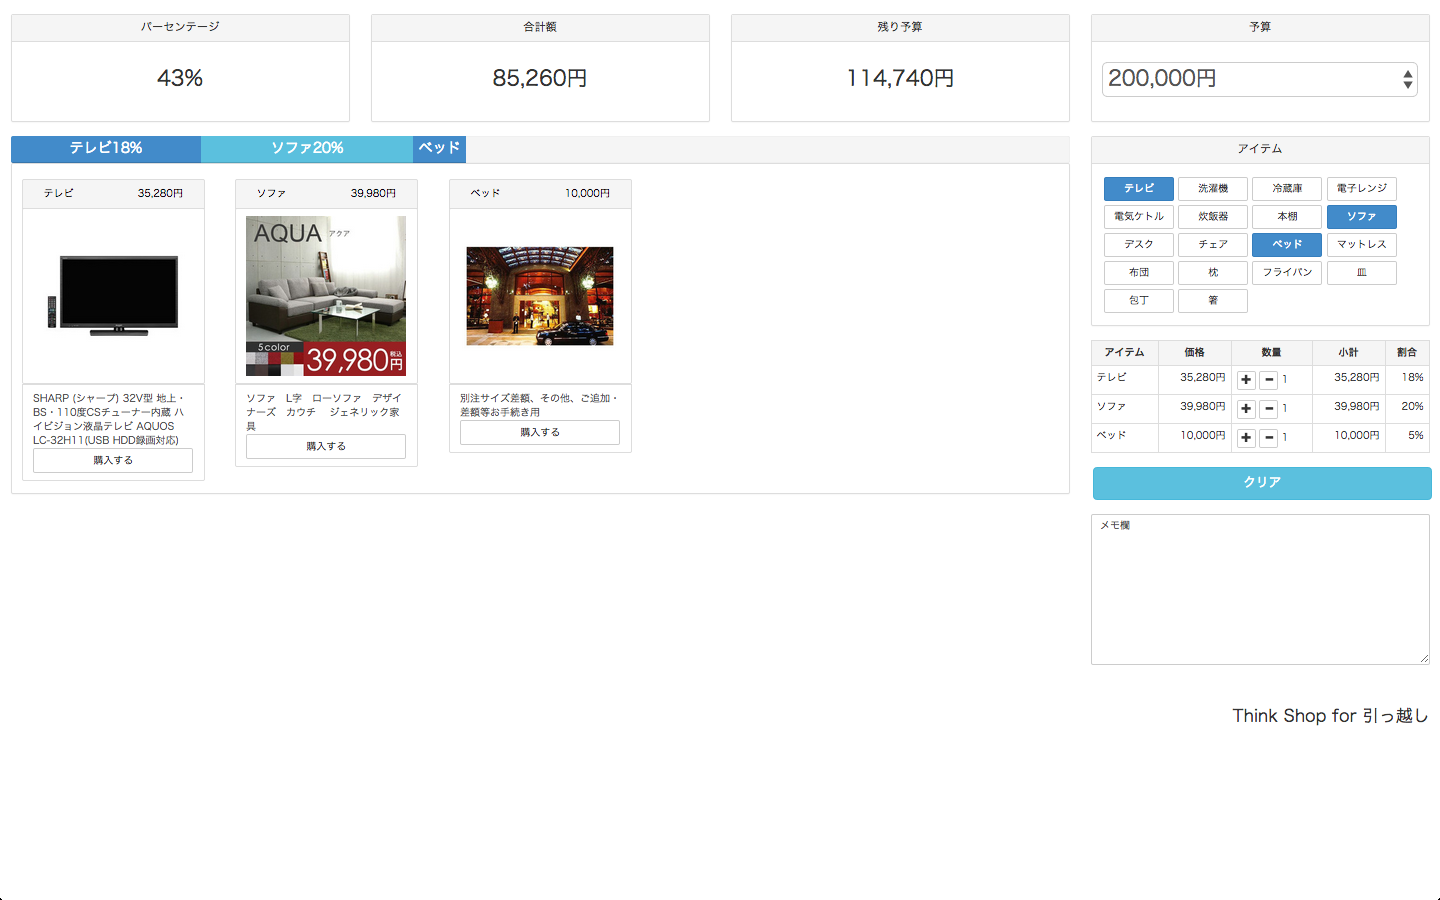 パーセンテージ
43%
合計額
85,260円
残り予算
114,740円
予算
200,000円
テレビ18%
ソファ20%
ベッド
テレビ 35,280円
SHARP (シャープ) 32V型 地上・
BS・110度CSチューナー内蔵 ハ
イビジョン液晶テレビ AQUOS
LC-32H11(USB HDD録画対応)
購入する
ソファ 39,980円
AQUA アクア
5color
39,980円 税込
ソファ　L字　ローソファ　デザイ
ナーズ　カウチ　ジェネリック家
具
購入する
ベッド 10,000円
別注サイズ差額、その他、ご追加・
差額等お手続き用
購入する
アイテム
テレビ 洗濯機 冷蔵庫 電子レンジ
電気ケトル 炊飯器 本棚 ソファ
デスク チェア ベッド マットレス
布団 枕 フライパン 皿
包丁 箸
アイテム 価格 数量 小計 割合
テレビ 35,280円 1 35,280円 18%
ソファ 39,980円 1 39,980円 20%
ベッド 10,000円 1 10,000円 5%
クリア
メモ欄
Think Shop for 引っ越し